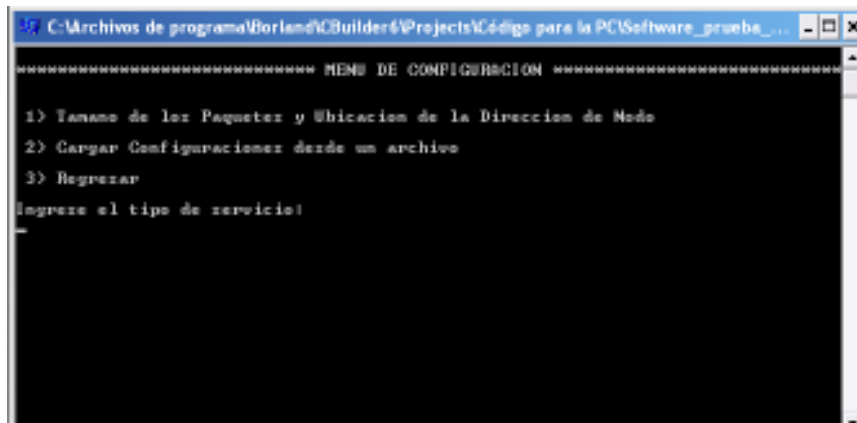 C:\Archivos de programa\Borland\CBuilder6\Projects\Código para la PC\Software_prueba_...
****************************** MENU DE CONFIGURACION *****************************
1) Tamano de los Paquetes y Ubicacion de la Direccion de Nodo
2) Cargar Configuraciones desde un archivo
3) Regresar
Ingrese el tipo de servicio: